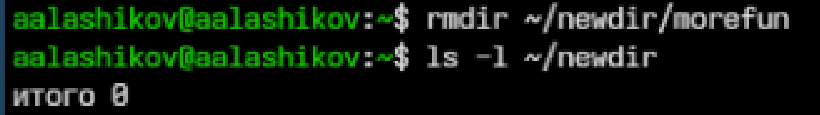 aalashikov@aalashikov:~$ rmdir ~/newdir/morefun
aalashikov@aalashikov:~$ ls -l ~/newdir
итого 0